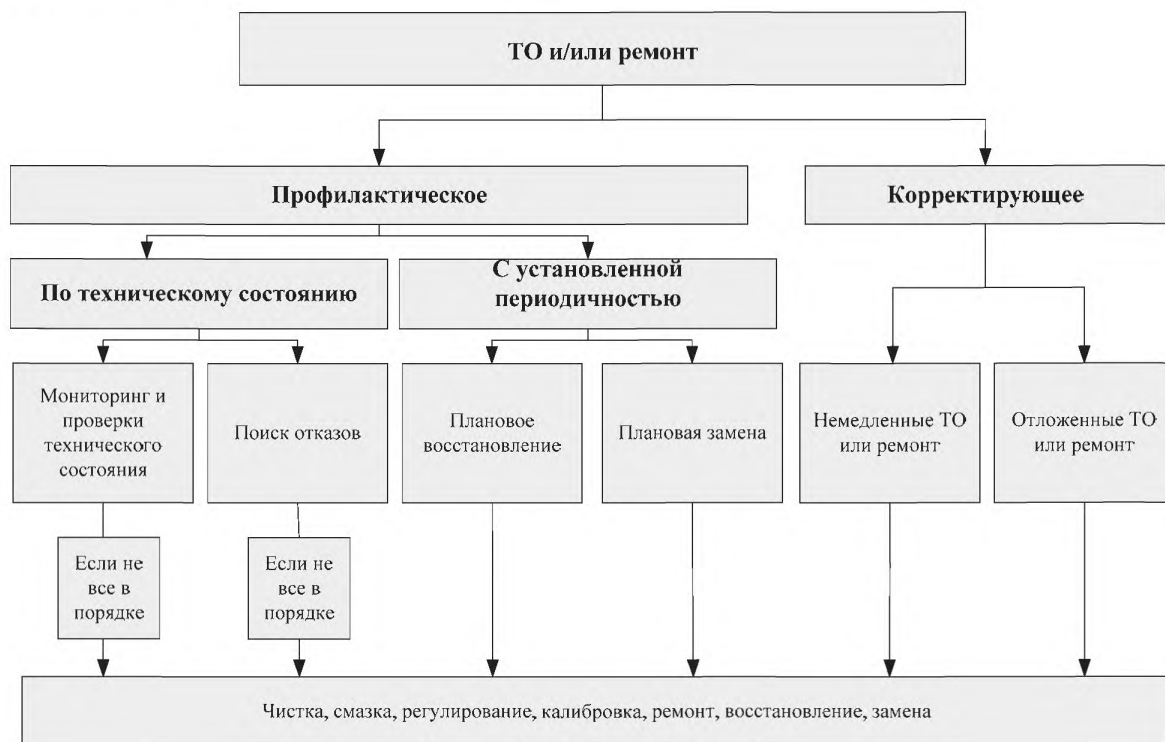 ТО и/или ремонт
Профилактическое
Корректирующее
По техническому состоянию
С установленной
периодичностью
Мониторинг и
проверки
технического
состояния
Поиск отказов
Плановое
восстановление
Плановая замена
Немедленные ТО
или ремонт
Отложенные ТО
или ремонт
Если не
все в
порядке
Если не
все в
порядке
Чистка, смазка, регулирование, калибровка, ремонт, восстановление, замена